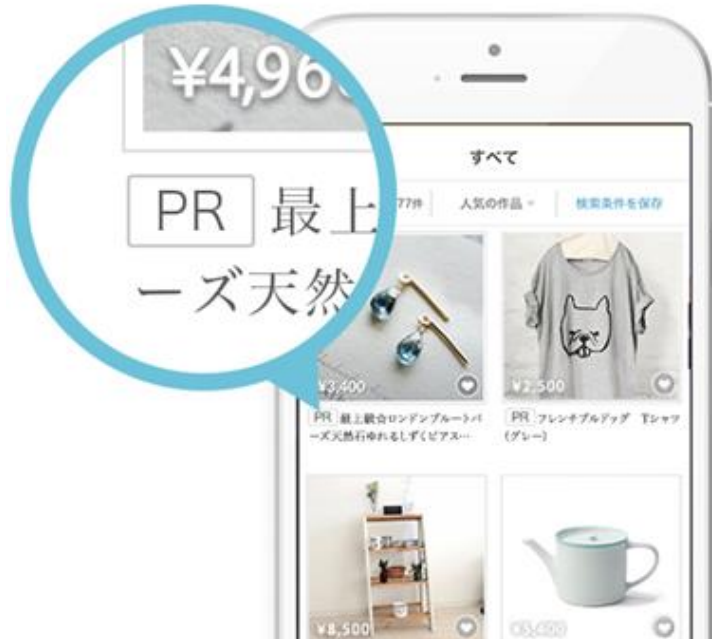 ¥4,960
PR 最上
ーズ天然
すべて
77件
人気の作品
検索条件を保存
¥3,400
¥2,500
PR 最上級☆ロンドンブルートパ
ーズ天然石ゆれるしずくピアス…
PR フレンチブルドッグ Tシャツ
(グレー)
¥8,500
¥5,400